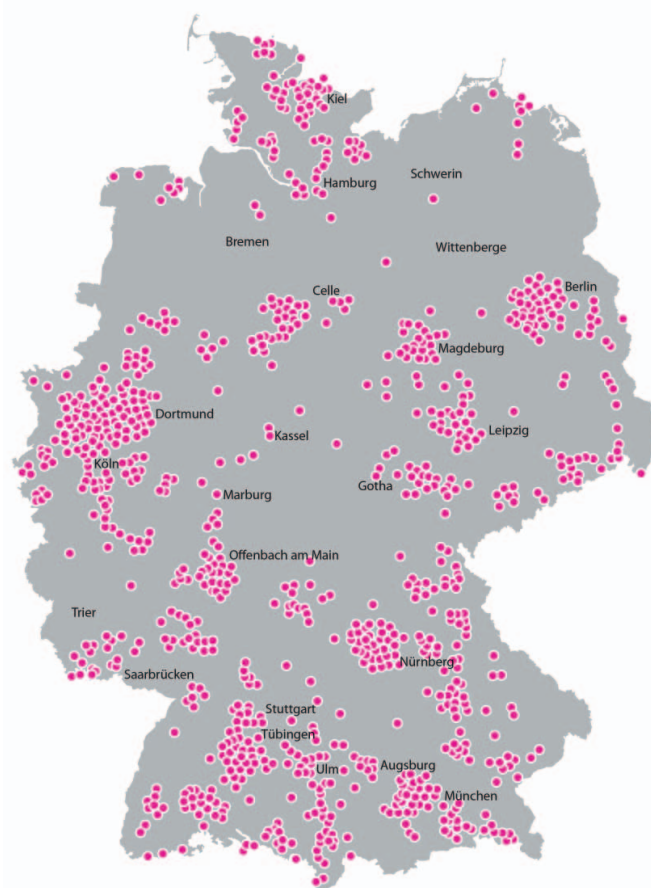 Kiel
Schwerin
Hamburg
Bremen
Wittenberge
Celle
Berlin
Magdeburg
Dortmund
Leipzig
Kassel
Köln
Gotha
Marburg
Offenbach am Main
Trier
Nürnberg
Saarbrücken
Stuttgart
Tübingen
Ulm
Augsburg
München